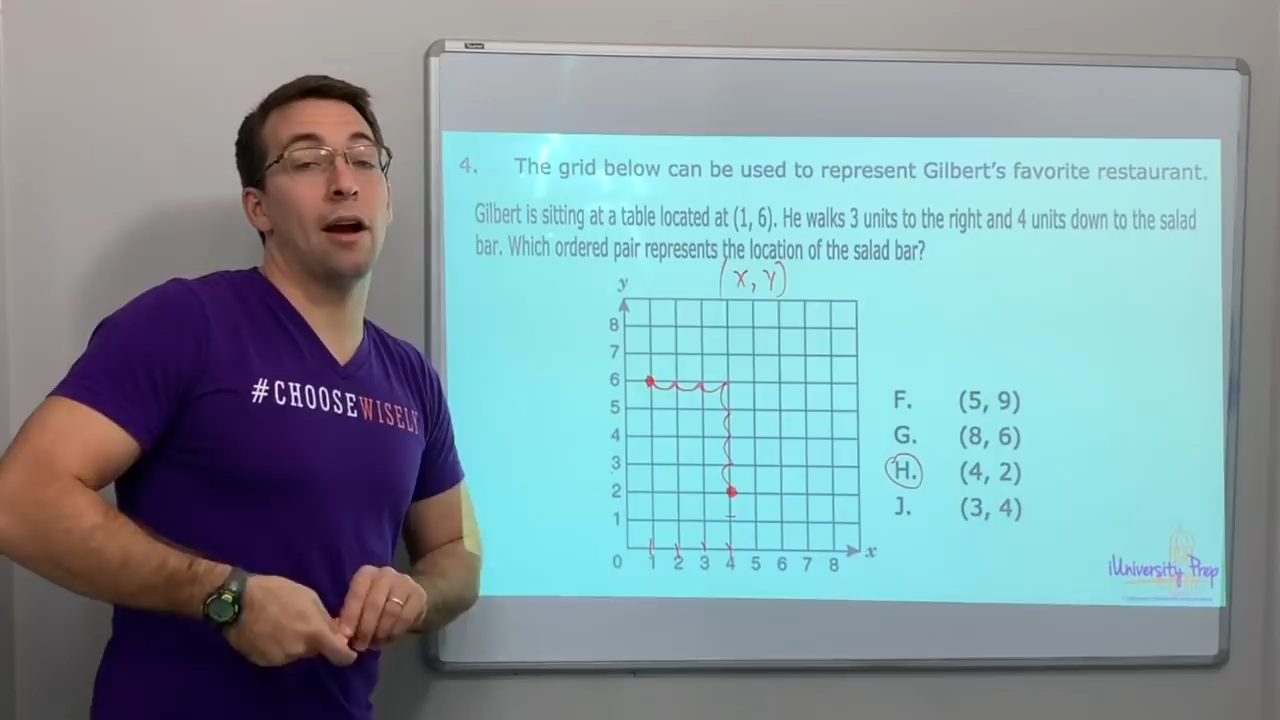 #CHOOSEWISELY
4. The grid below can be used to represent Gilbert's favorite restaurant.
Gilbert is sitting at a table located at (1, 6). He walks 3 units to the right and 4 units down to the salad
bar. Which ordered pair represents the location of the salad bar?
(x, y)
y
8
7
6
5
4
3
2
1
0 1 2 3 4 5 6 7 8 x
F. (5, 9)
G. (8, 6)
H. (4, 2)
J. (3, 4)
iUniversity Prep